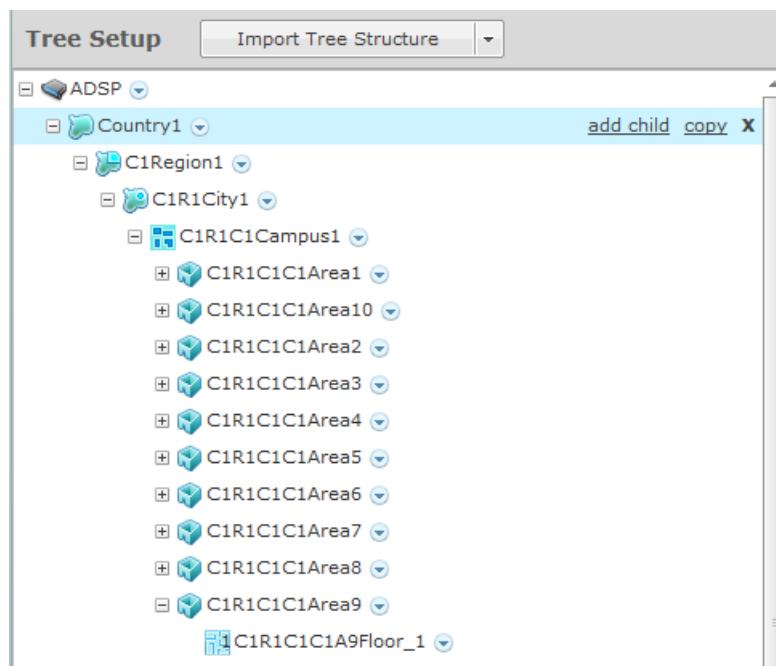 Tree Setup Import Tree Structure
ADSP
Country1 add child copy X
C1Region1
C1R1City1
C1R1C1Campus1
C1R1C1C1Area1
C1R1C1C1Area10
C1R1C1C1Area2
C1R1C1C1Area3
C1R1C1C1Area4
C1R1C1C1Area5
C1R1C1C1Area6
C1R1C1C1Area7
C1R1C1C1Area8
C1R1C1C1Area9
1 C1R1C1C1A9Floor_1